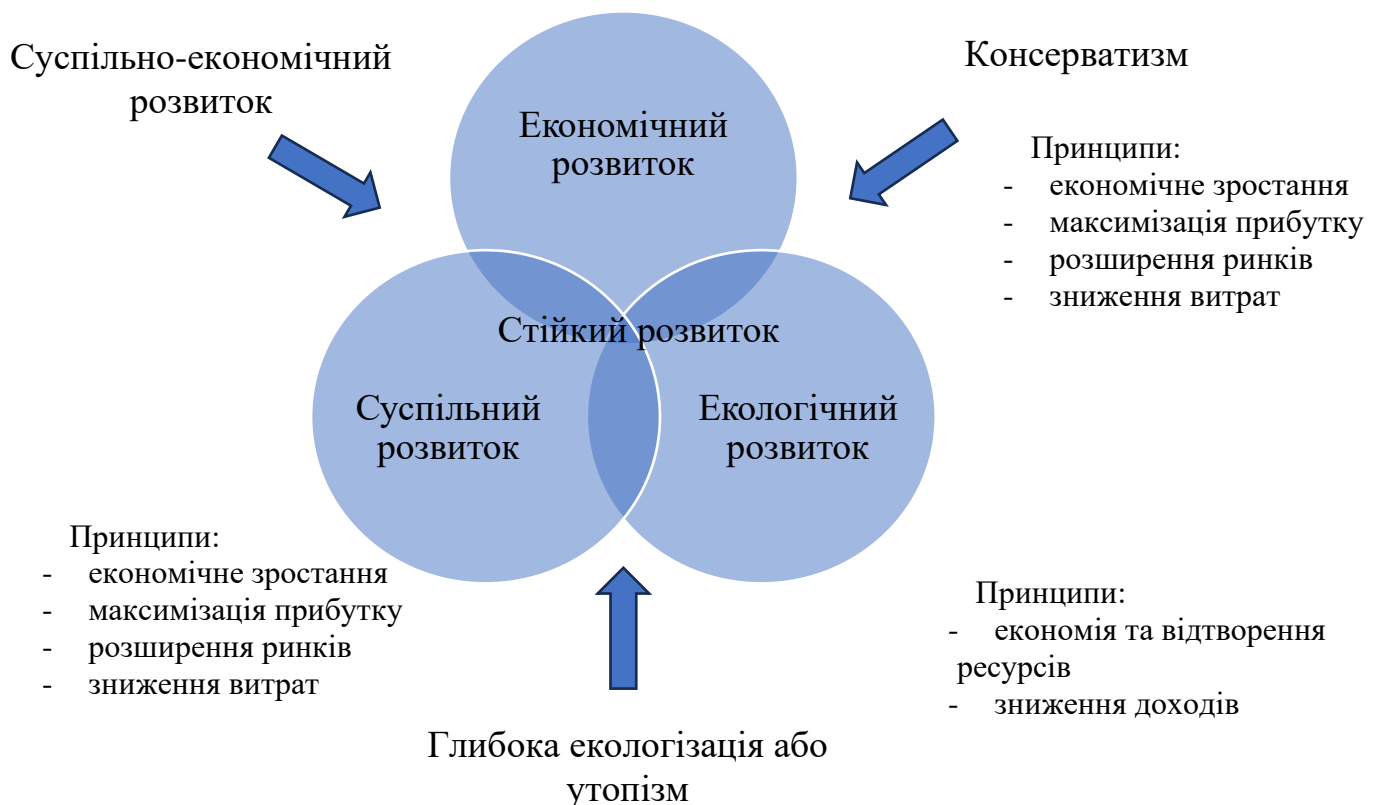 Суспільно-економічний
розвиток
Консерватизм
Економічний
розвиток
Принципи:
- економічне зростання
- максимізація прибутку
- розширення ринків
- зниження витрат
Стійкий розвиток
Суспільний
розвиток
Екологічний
розвиток
Принципи:
- економічне зростання
- максимізація прибутку
- розширення ринків
- зниження витрат
Принципи:
- економія та відтворення
ресурсів
- зниження доходів
Глибока екологізація або
утопізм